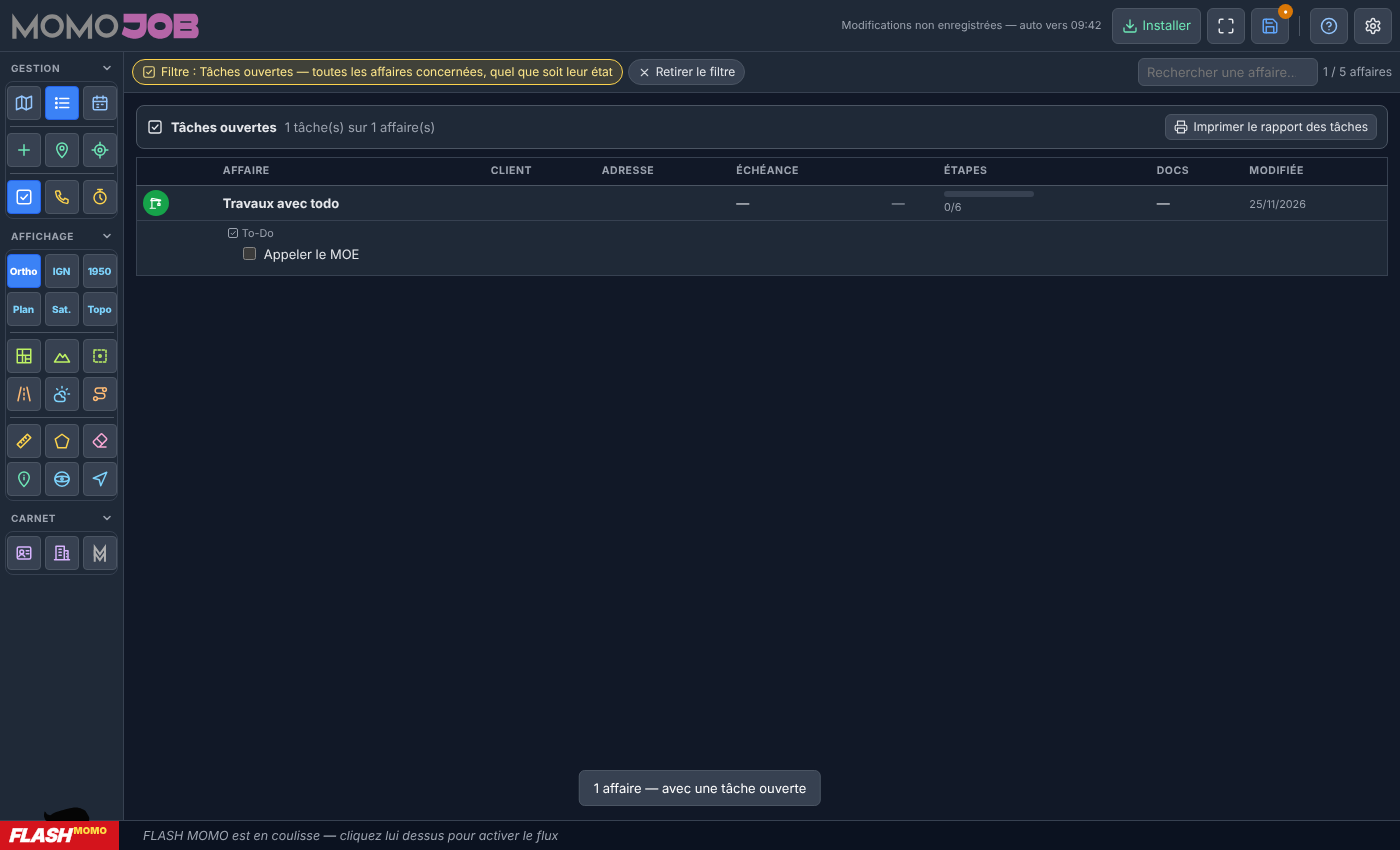 MOMOJOB
Modifications non enregistrées — auto vers 09:42
Installer
GESTION
Filtre : Tâches ouvertes — toutes les affaires concernées, quel que soit leur état
Retirer le filtre
Rechercher une affaire..
1 / 5 affaires
Tâches ouvertes 1 tâche(s) sur 1 affaire(s)
Imprimer le rapport des tâches
AFFAIRE CLIENT ADRESSE ÉCHÉANCE ÉTAPES DOCS MODIFIÉE
Travaux avec todo — — 0/6 — 25/11/2026
To-Do
Appeler le MOE
AFFICHAGE
Ortho IGN 1950
Plan Sat. Topo
CARNET
1 affaire — avec une tâche ouverte
FLASH MOMO
FLASH MOMO est en coulisse — cliquez lui dessus pour activer le flux